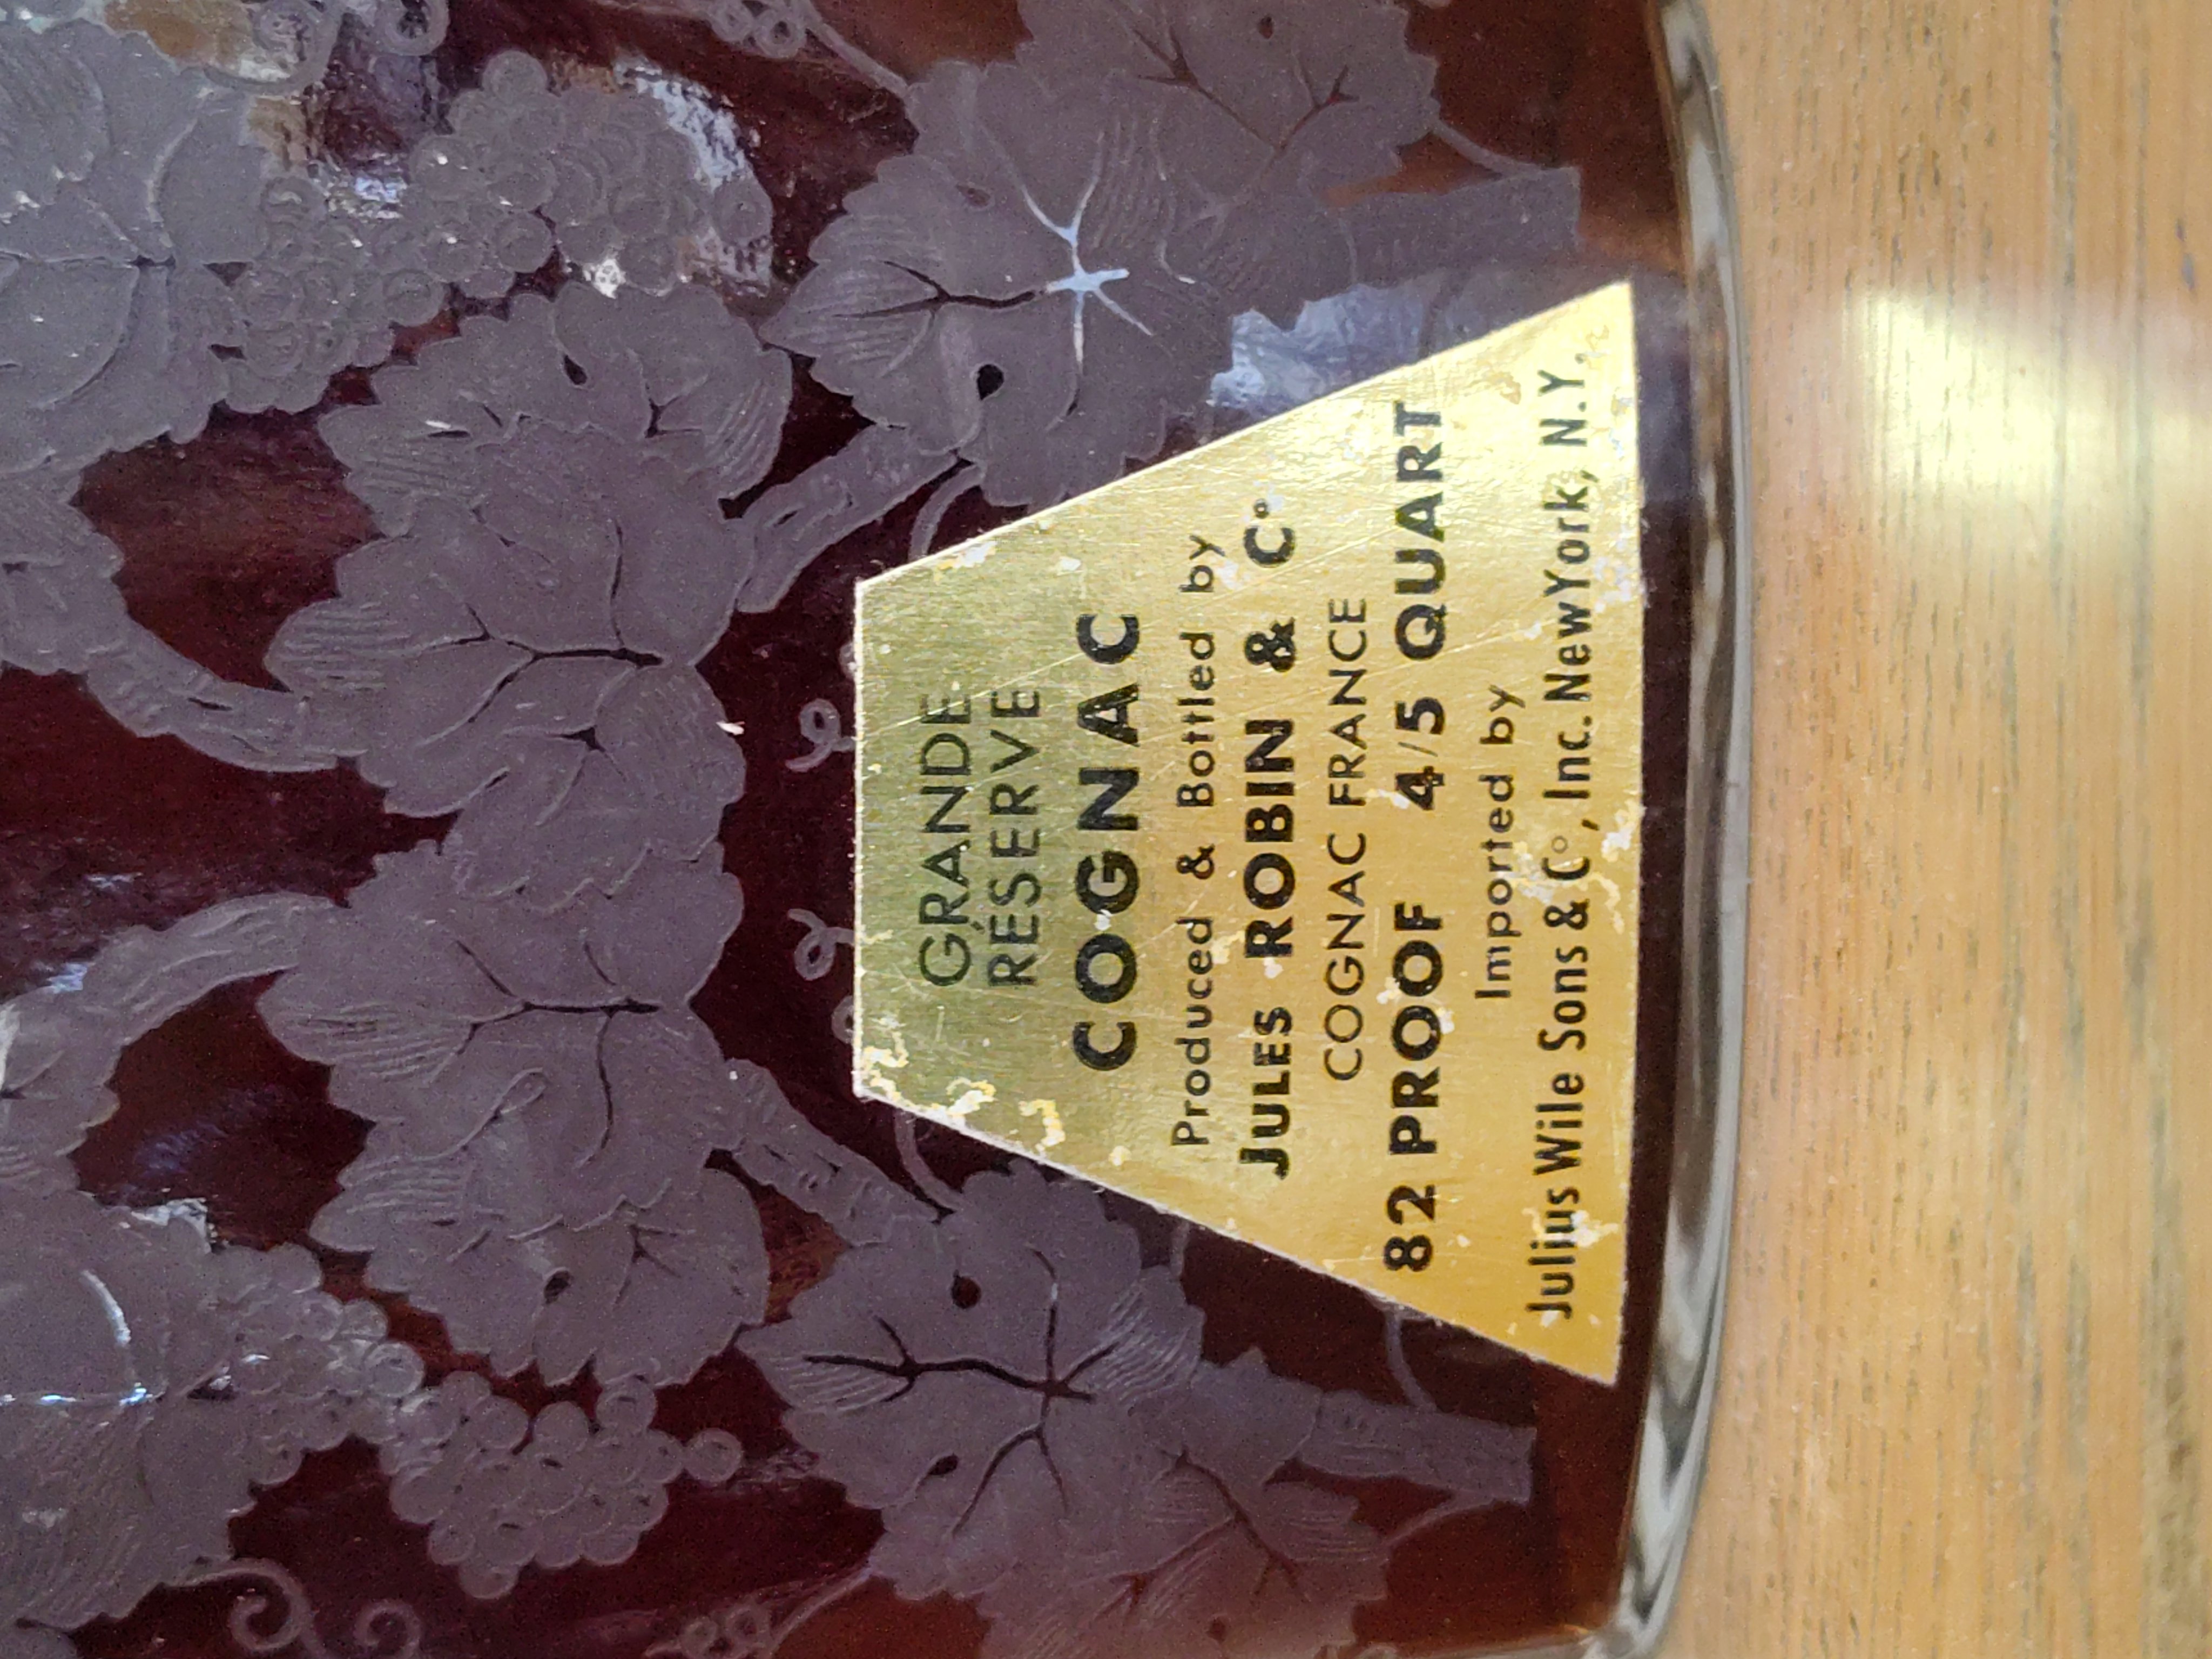 GRANDE
RÉSERVE
COGNAC
Produced & Bottled by
JULES ROBIN & C°
COGNAC FRANCE
82 PROOF 4/5 QUART
Imported by
Julius Wile Sons & C°, Inc. New York, N.Y.